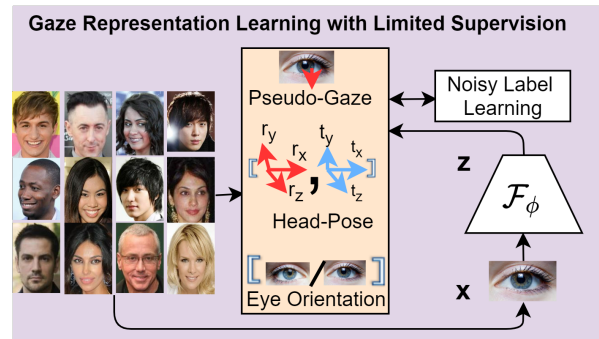 Gaze Representation Learning with Limited Supervision
Pseudo-Gaze
[ r_y r_x r_z , t_y t_x t_z ]
Head-Pose
[ / ]
Eye Orientation
Noisy Label
Learning
z
ℱ_ϕ
x